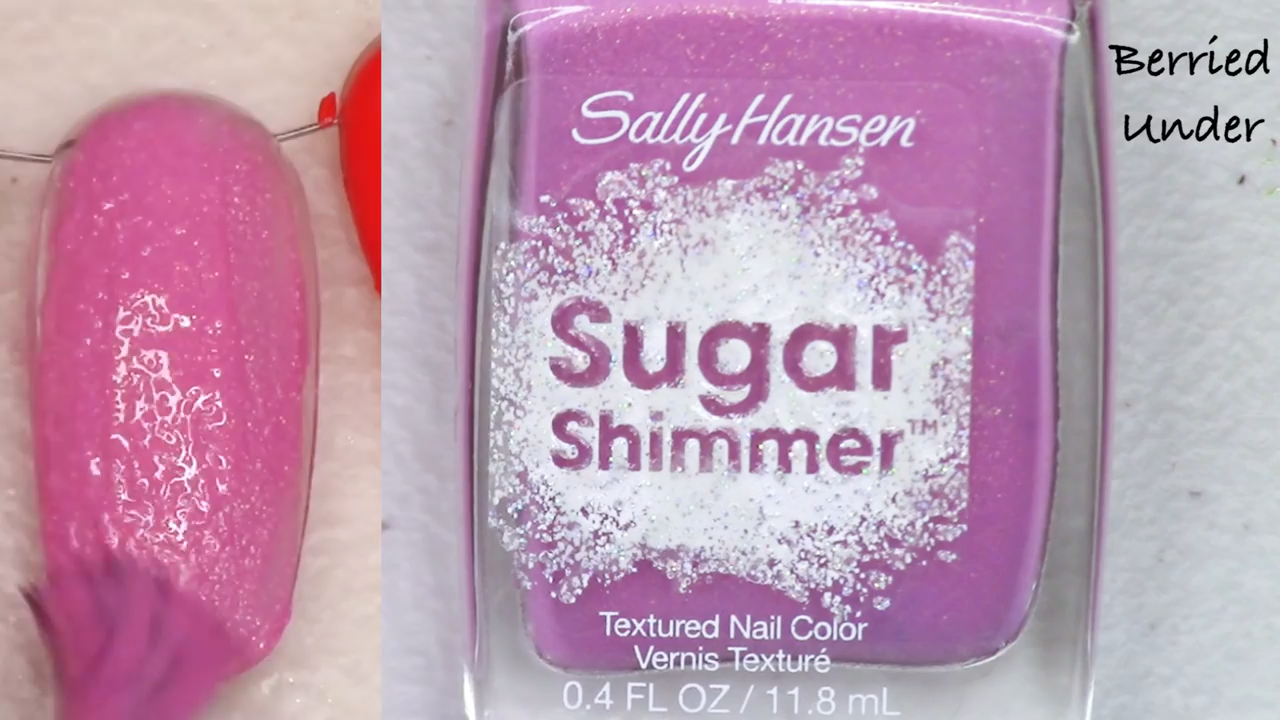 Sally Hansen
Sugar
Shimmer™
Textured Nail Color
Vernis Texturé
0.4 FL OZ / 11.8 mL
Berried
Under